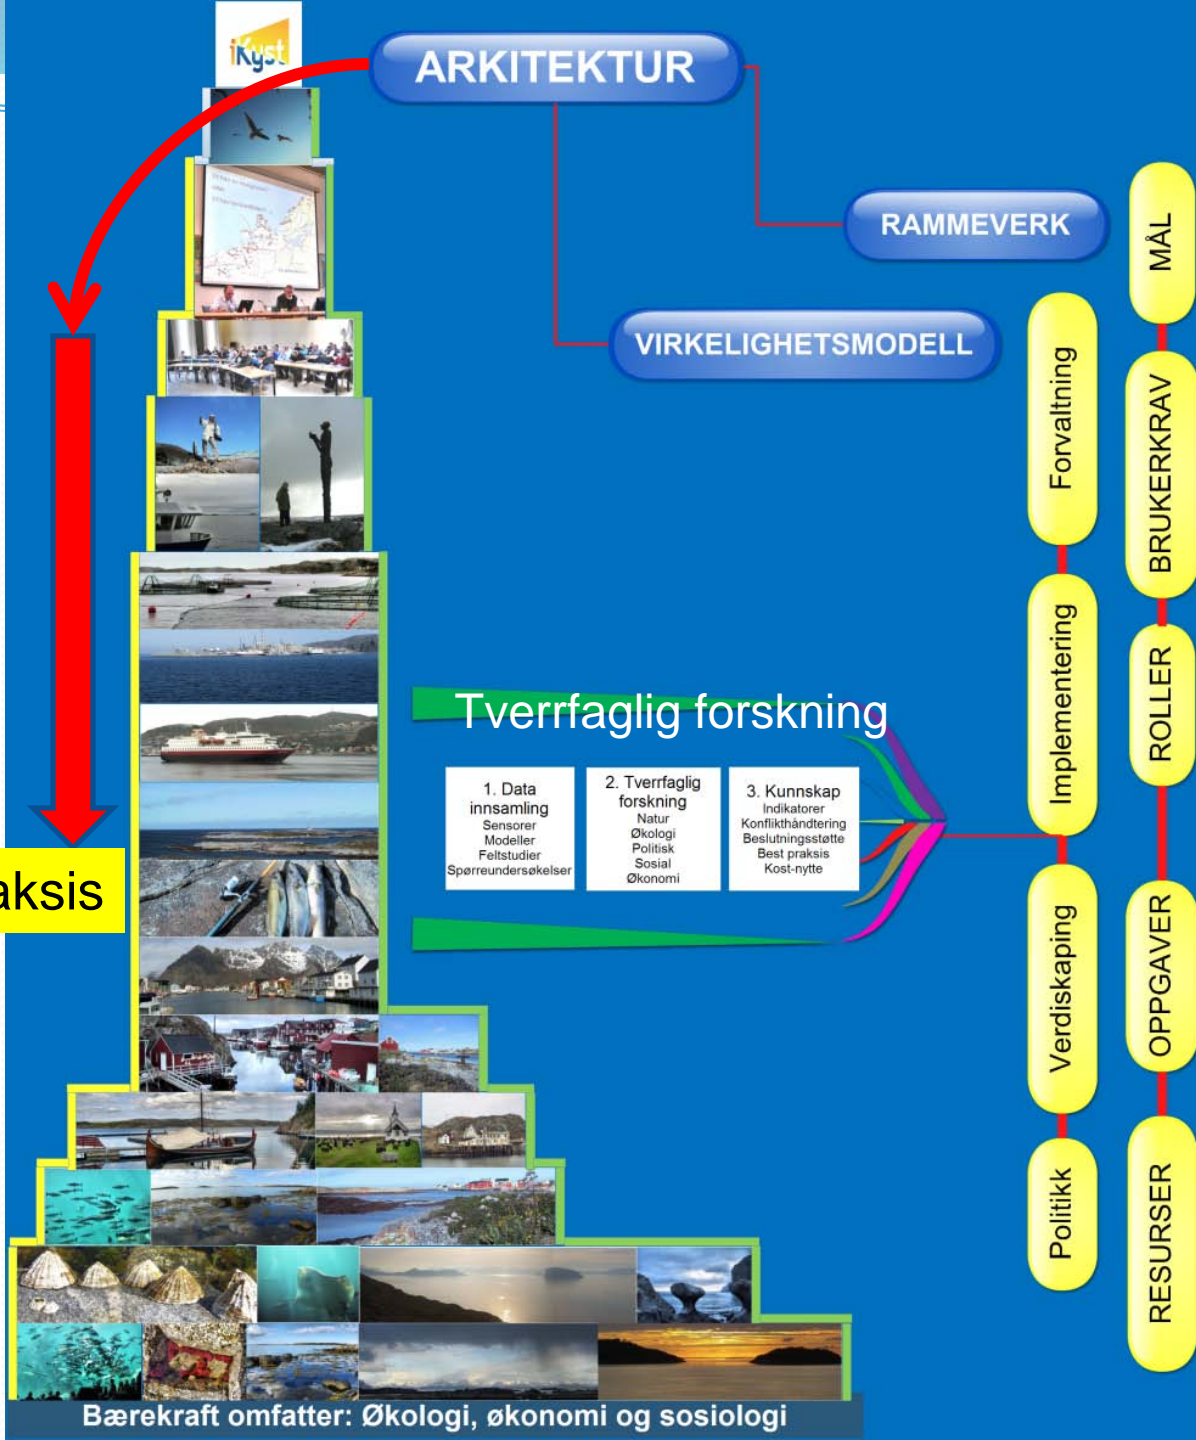 iKyst
ARKITEKTUR
RAMMEVERK
VIRKELIGHETSMODELL
MÅL
BRUKERKRAV
ROLLER
OPPGAVER
RESURSER
Forvaltning
Implementering
Verdiskaping
Politikk
Tverrfaglig forskning
1. Data
innsamling
Sensorer
Modeller
Feltstudier
Spørreundersøkelser
2. Tverrfaglig
forskning
Natur
Økologi
Politisk
Sosial
Økonomi
3. Kunnskap
Indikatorer
Konflikthåndtering
Beslutningsstøtte
Best praksis
Kost-nytte
aksis
Bærekraft omfatter: Økologi, økonomi og sosiologi